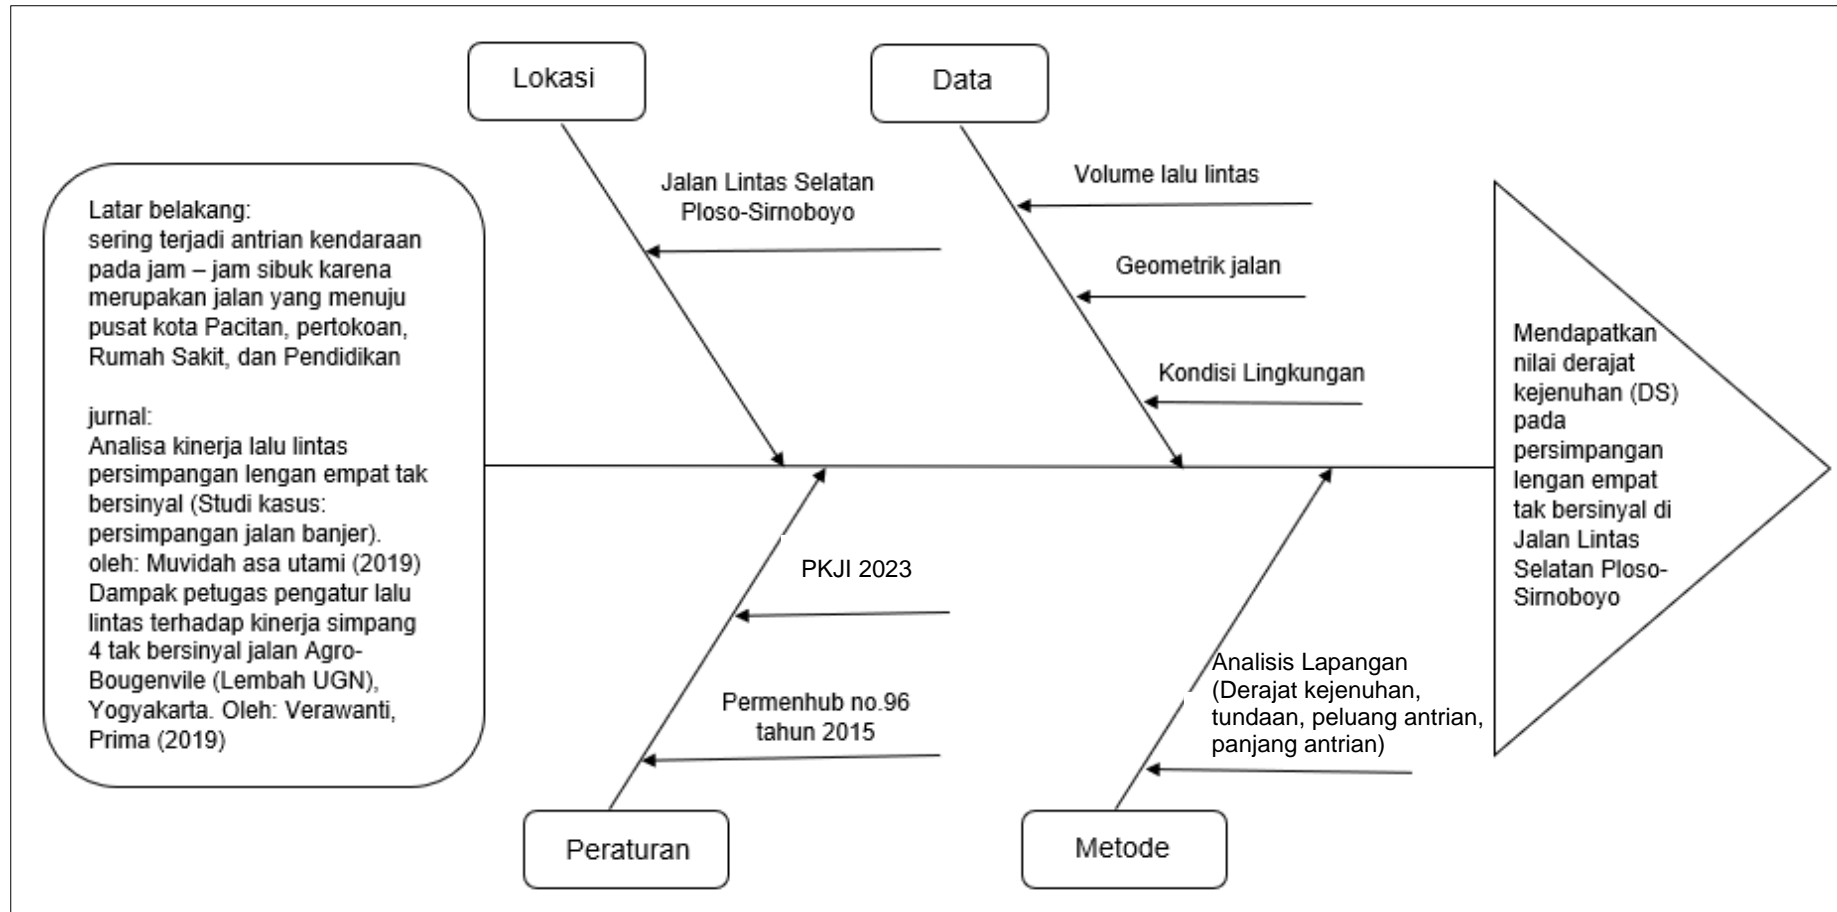 Lokasi
Data
Latar belakang:
sering terjadi antrian kendaraan
pada jam – jam sibuk karena
merupakan jalan yang menuju
pusat kota Pacitan, pertokoan,
Rumah Sakit, dan Pendidikan
jurnal:
Analisa kinerja lalu lintas
persimpangan lengan empat tak
bersinyal (Studi kasus:
persimpangan jalan banjer).
oleh: Muvidah asa utami (2019)
Dampak petugas pengatur lalu
lintas terhadap kinerja simpang
4 tak bersinyal jalan Agro-
Bougenvile (Lembah UGN),
Yogyakarta. Oleh: Verawanti,
Prima (2019)
Jalan Lintas Selatan
Ploso-Sirnoboyo
Volume lalu lintas
Geometrik jalan
Kondisi Lingkungan
PKJI 2023
Permenhub no.96
tahun 2015
Analisis Lapangan
(Derajat kejenuhan,
tundaan, peluang antrian,
panjang antrian)
Mendapatkan
nilai derajat
kejenuhan (DS)
pada
persimpangan
lengan empat
tak bersinyal di
Jalan Lintas
Selatan Ploso-
Sirnoboyo
Peraturan
Metode